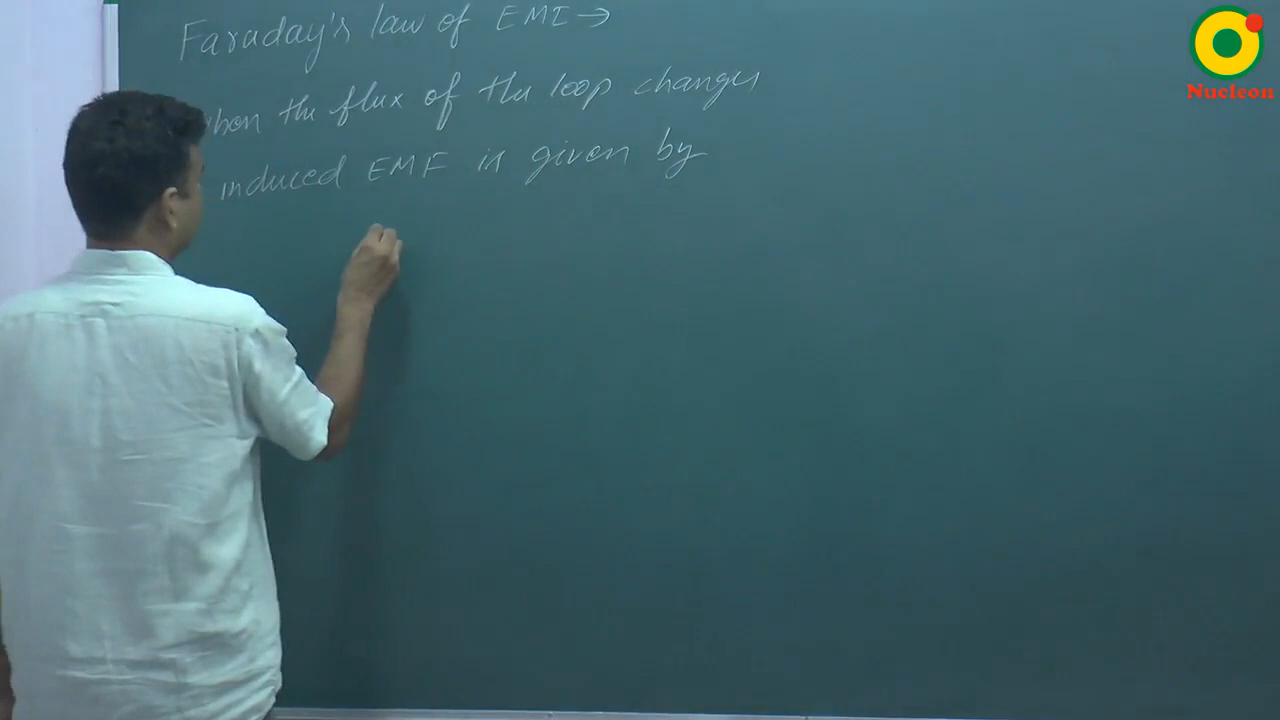 Faraday's law of EMI →
when the flux of the loop changes
induced EMF is given by
Nucleon